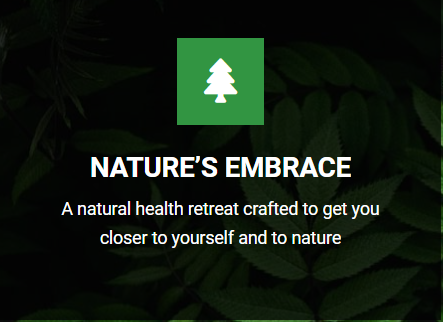 NATURE’S EMBRACE
A natural health retreat crafted to get you
closer to yourself and to nature